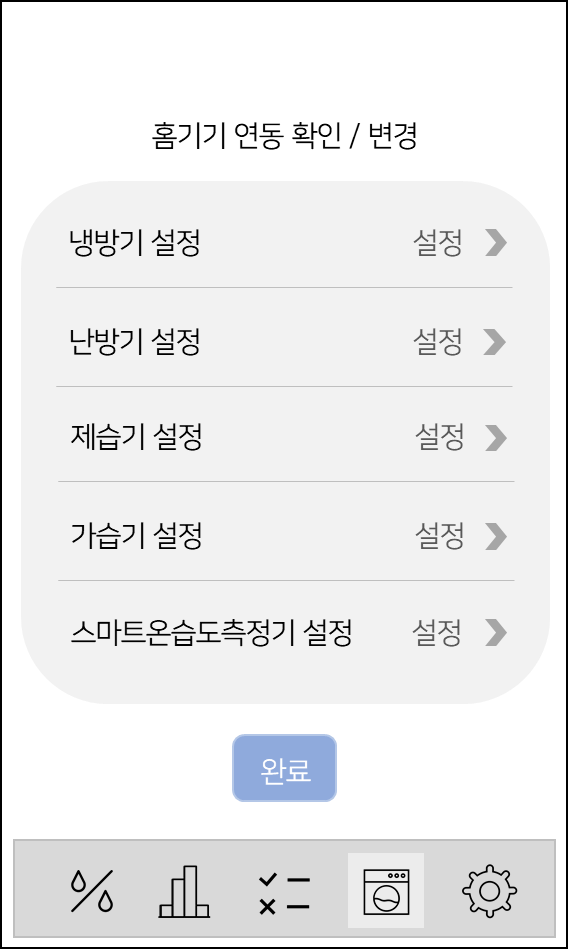 홈기기 연동 확인 / 변경
냉방기 설정 설정
난방기 설정 설정
제습기 설정 설정
가습기 설정 설정
스마트온습도측정기 설정 설정
완료